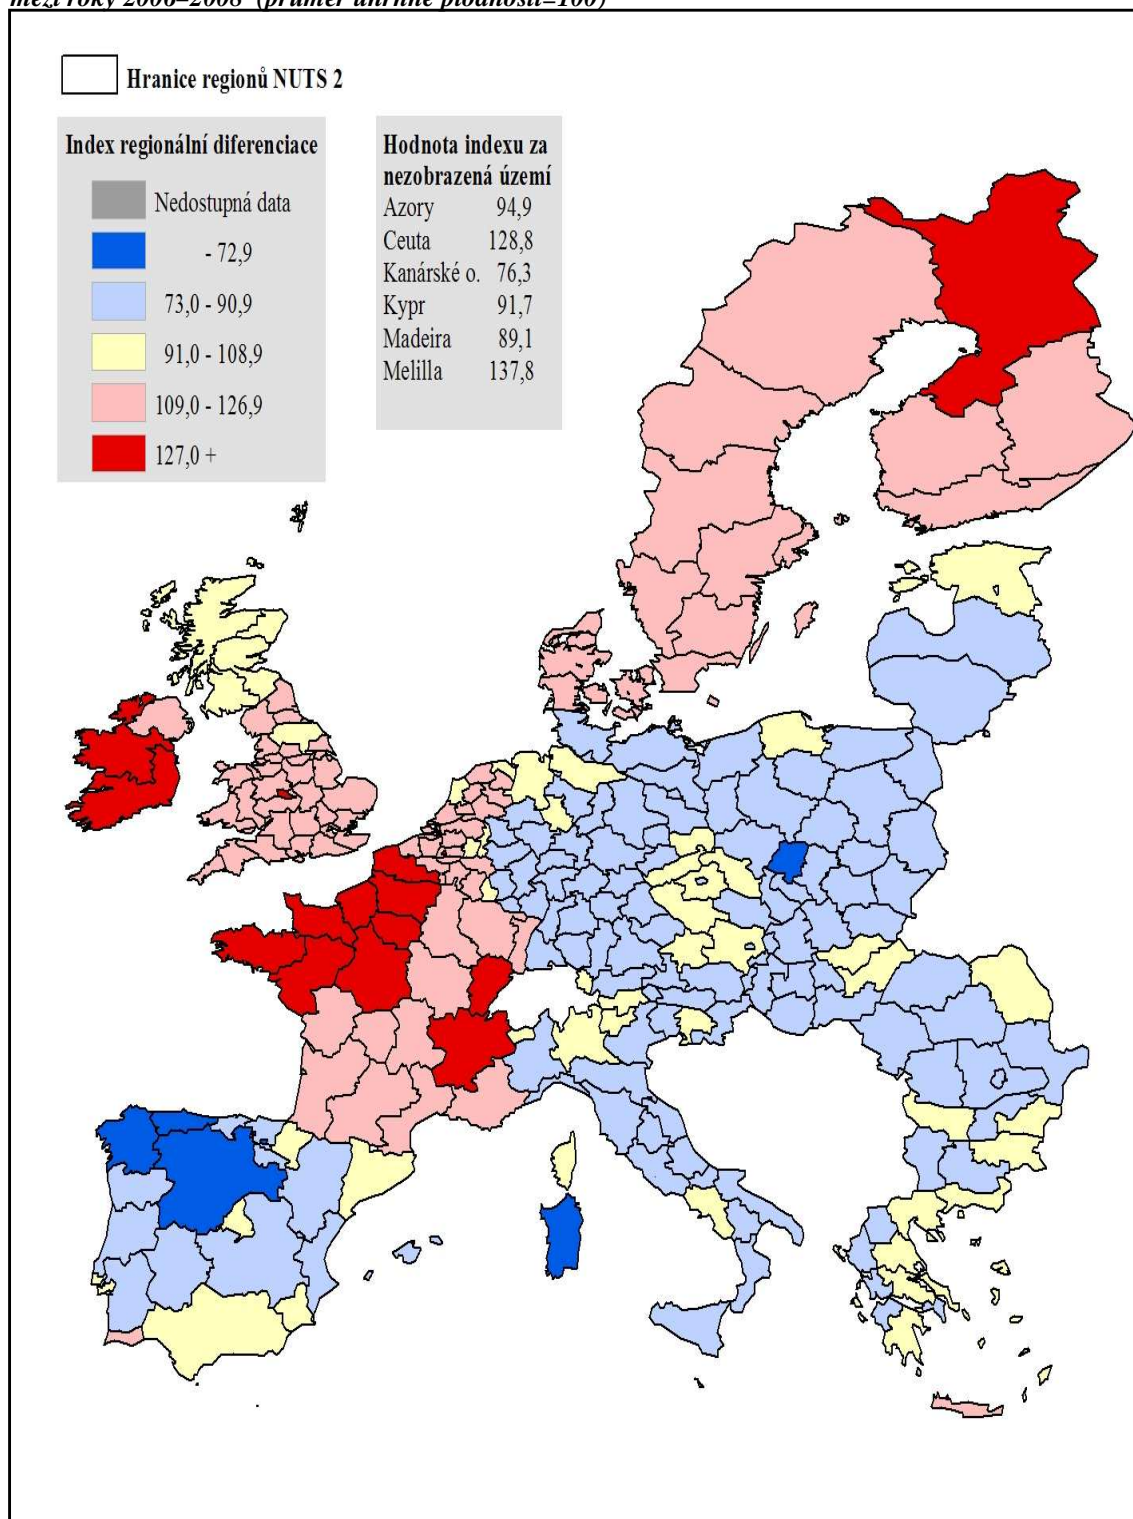 mezi roky 2006–2008 (průměr úhrnné plodnosti=100)
Hranice regionů NUTS 2
Index regionální diferenciace
Nedostupná data
- 72,9
73,0 - 90,9
91,0 - 108,9
109,0 - 126,9
127,0 +
Hodnota indexu za
nezobrazená území
Azory 94,9
Ceuta 128,8
Kanárské o. 76,3
Kypr 91,7
Madeira 89,1
Melilla 137,8